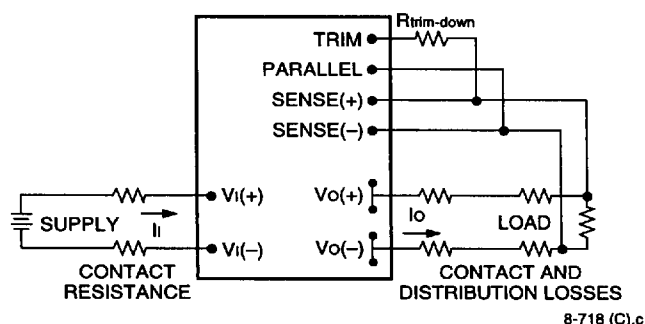 Rtrim-down
TRIM
PARALLEL
SENSE(+)
SENSE(–)
VI(+)
VO(+)
SUPPLY
II
IO
LOAD
VI(–)
VO(–)
CONTACT
RESISTANCE
CONTACT AND
DISTRIBUTION LOSSES
8-718 (C).c